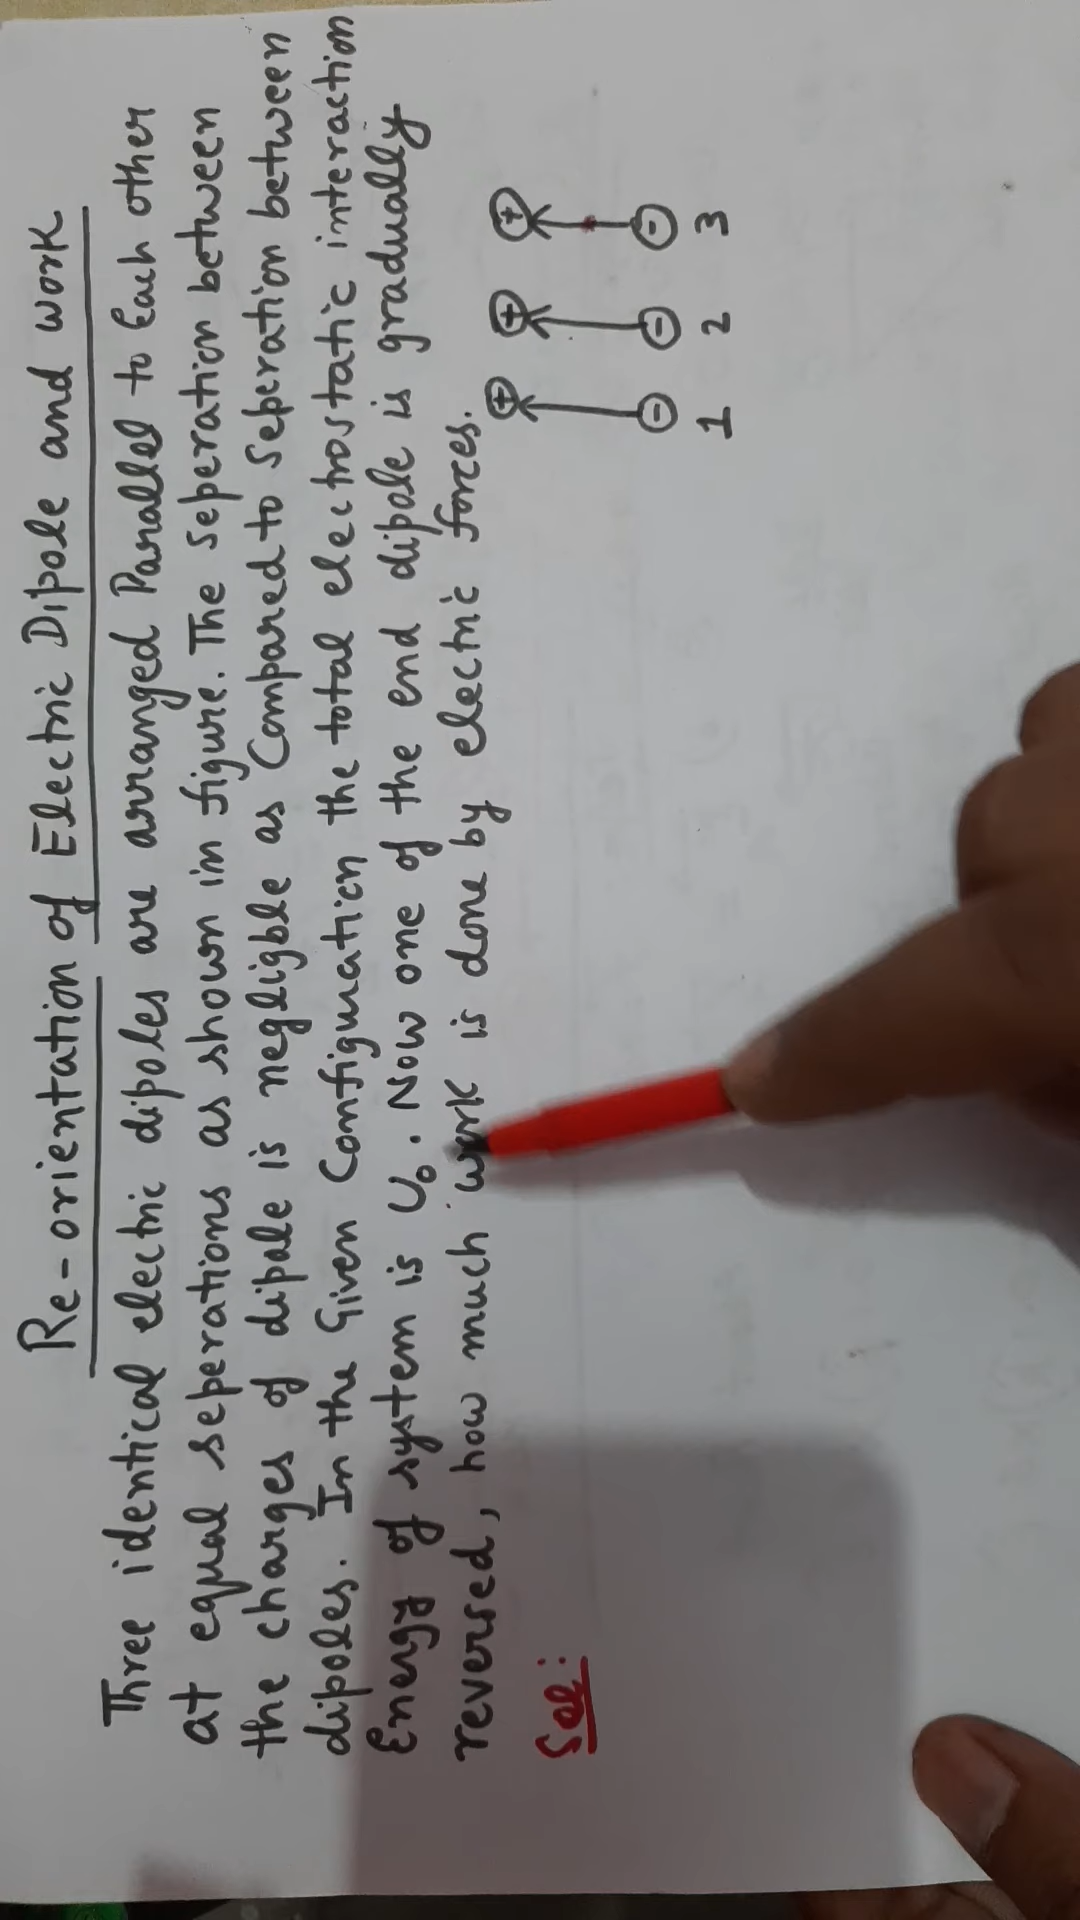 Re-orientation of Electric Dipole and work
Three identical electric dipoles are arranged Parallel to Each other
at equal seperations as shown in figure. The seperation between
the charges of dipole is negligble as Compared to seperation between
dipoles. In the Given Configuration the total electrostatic interaction
Energy of system is U₀. Now one of the end dipole is gradually
reversed, how much work is done by electric forces.
Sol:
+ + +
- - -
1 2 3